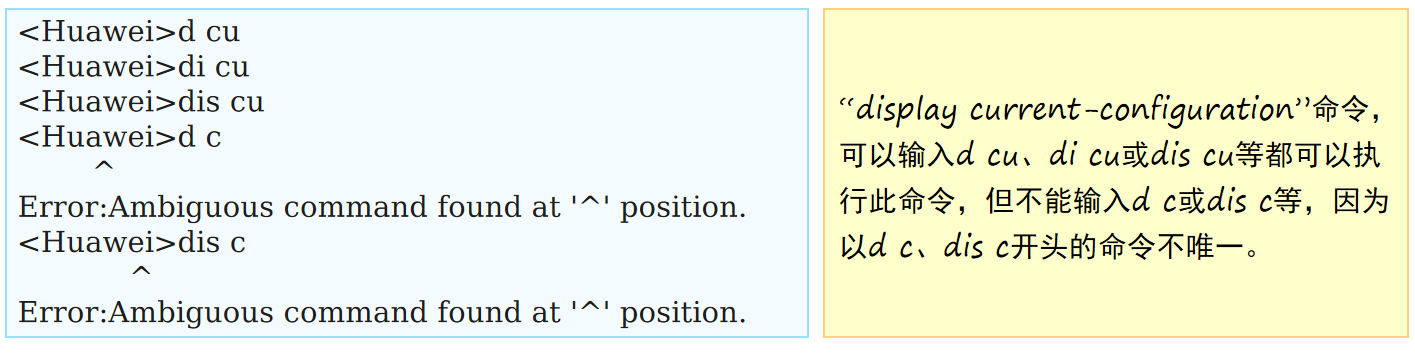 <Huawei>d cu
<Huawei>di cu
<Huawei>dis cu
<Huawei>d c
^
Error:Ambiguous command found at '^' position.
<Huawei>dis c
^
Error:Ambiguous command found at '^' position.
“display current-configuration”命令，
可以输入d cu、di cu或dis cu等都可以执
行此命令，但不能输入d c或dis c等，因为
以d c、dis c开头的命令不唯一。